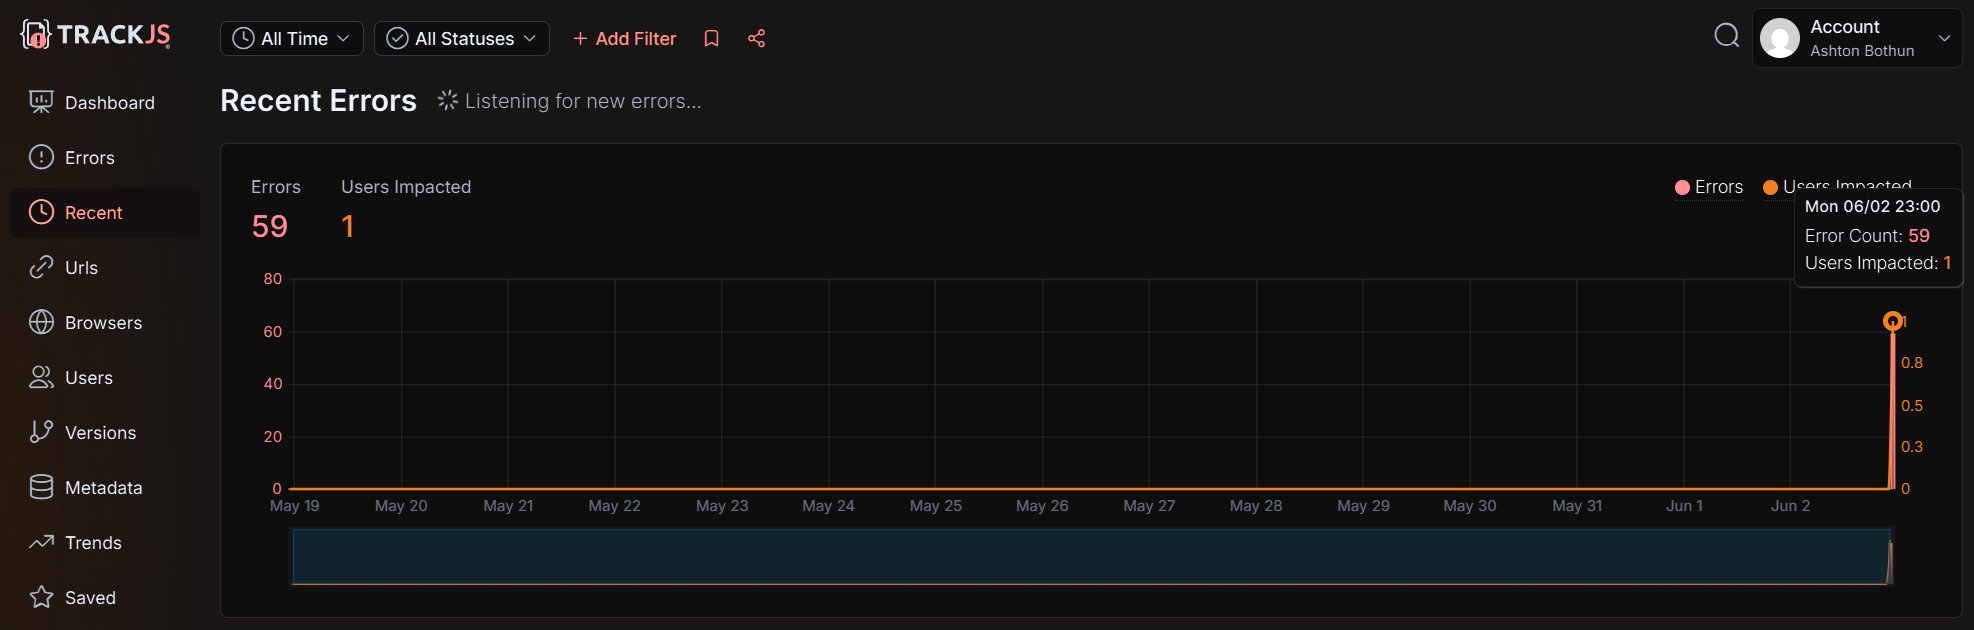 TRACKJS
All Time
All Statuses
+ Add Filter
Account
Ashton Bothun
Dashboard
Errors
Recent
Urls
Browsers
Users
Versions
Metadata
Trends
Saved
Recent Errors
Listening for new errors...
Errors
59
Users Impacted
1
Errors
Users Impacted
Mon 06/02 23:00
Error Count: 59
Users Impacted: 1
80
60
40
20
0
1
0.8
0.5
0.3
0
May 19 May 20 May 21 May 22 May 23 May 24 May 25 May 26 May 27 May 28 May 29 May 30 May 31 Jun 1 Jun 2